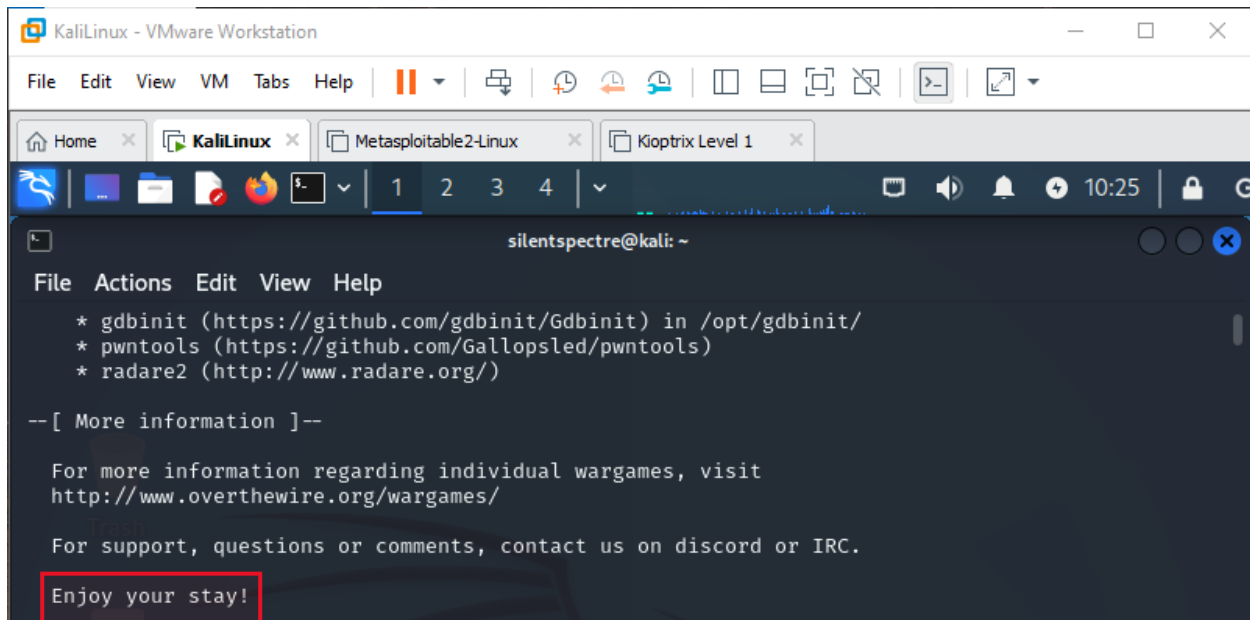 KaliLinux - VMware Workstation
File Edit View VM Tabs Help
Home KaliLinux Metasploitable2-Linux Kioptrix Level 1
1 2 3 4 10:25
silentspectre@kali: ~
File Actions Edit View Help
* gdbinit (https://github.com/gdbinit/Gdbinit) in /opt/gdbinit/
* pwntools (https://github.com/Gallopsled/pwntools)
* radare2 (http://www.radare.org/)
--[ More information ]--
For more information regarding individual wargames, visit
http://www.overthewire.org/wargames/
Trash
For support, questions or comments, contact us on discord or IRC.
Enjoy your stay!